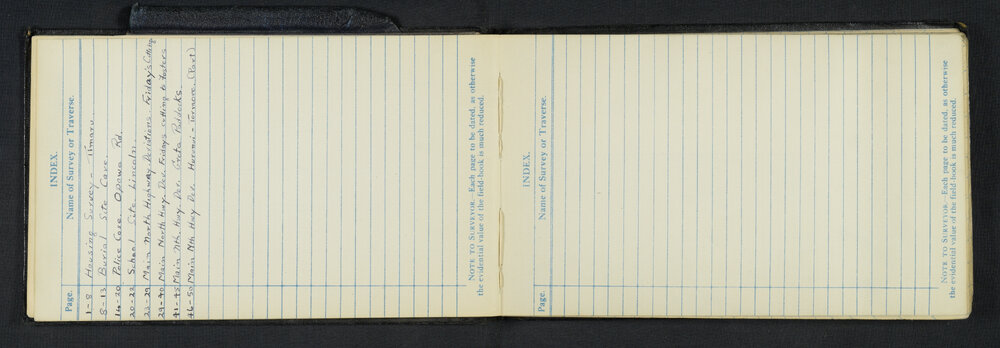 INDEX.
Page. Name of Survey or Traverse.
1-8 Housing Survey - Timaru.
8-13 Burial Site Cave.
14-20 Police Case Opawa Rd.
20-22 School Site Lincoln.
23-29 Main North Highway Deviations. Friday's Cutting
29-40 Main North Hwy. Dev. Fridays cutting to Fosters
41-45 Main Nth. Hwy. Dev. Greta Paddocks.
46-50 Main Nth Hwy Dev. - (Part)
NOTE TO SURVEYOR.—Each page to be dated, as otherwise
the evidential value of the field-book is much reduced.
INDEX.
Page. Name of Survey or Traverse.
NOTE TO SURVEYOR.—Each page to be dated, as otherwise
the evidential value of the field-book is much reduced.